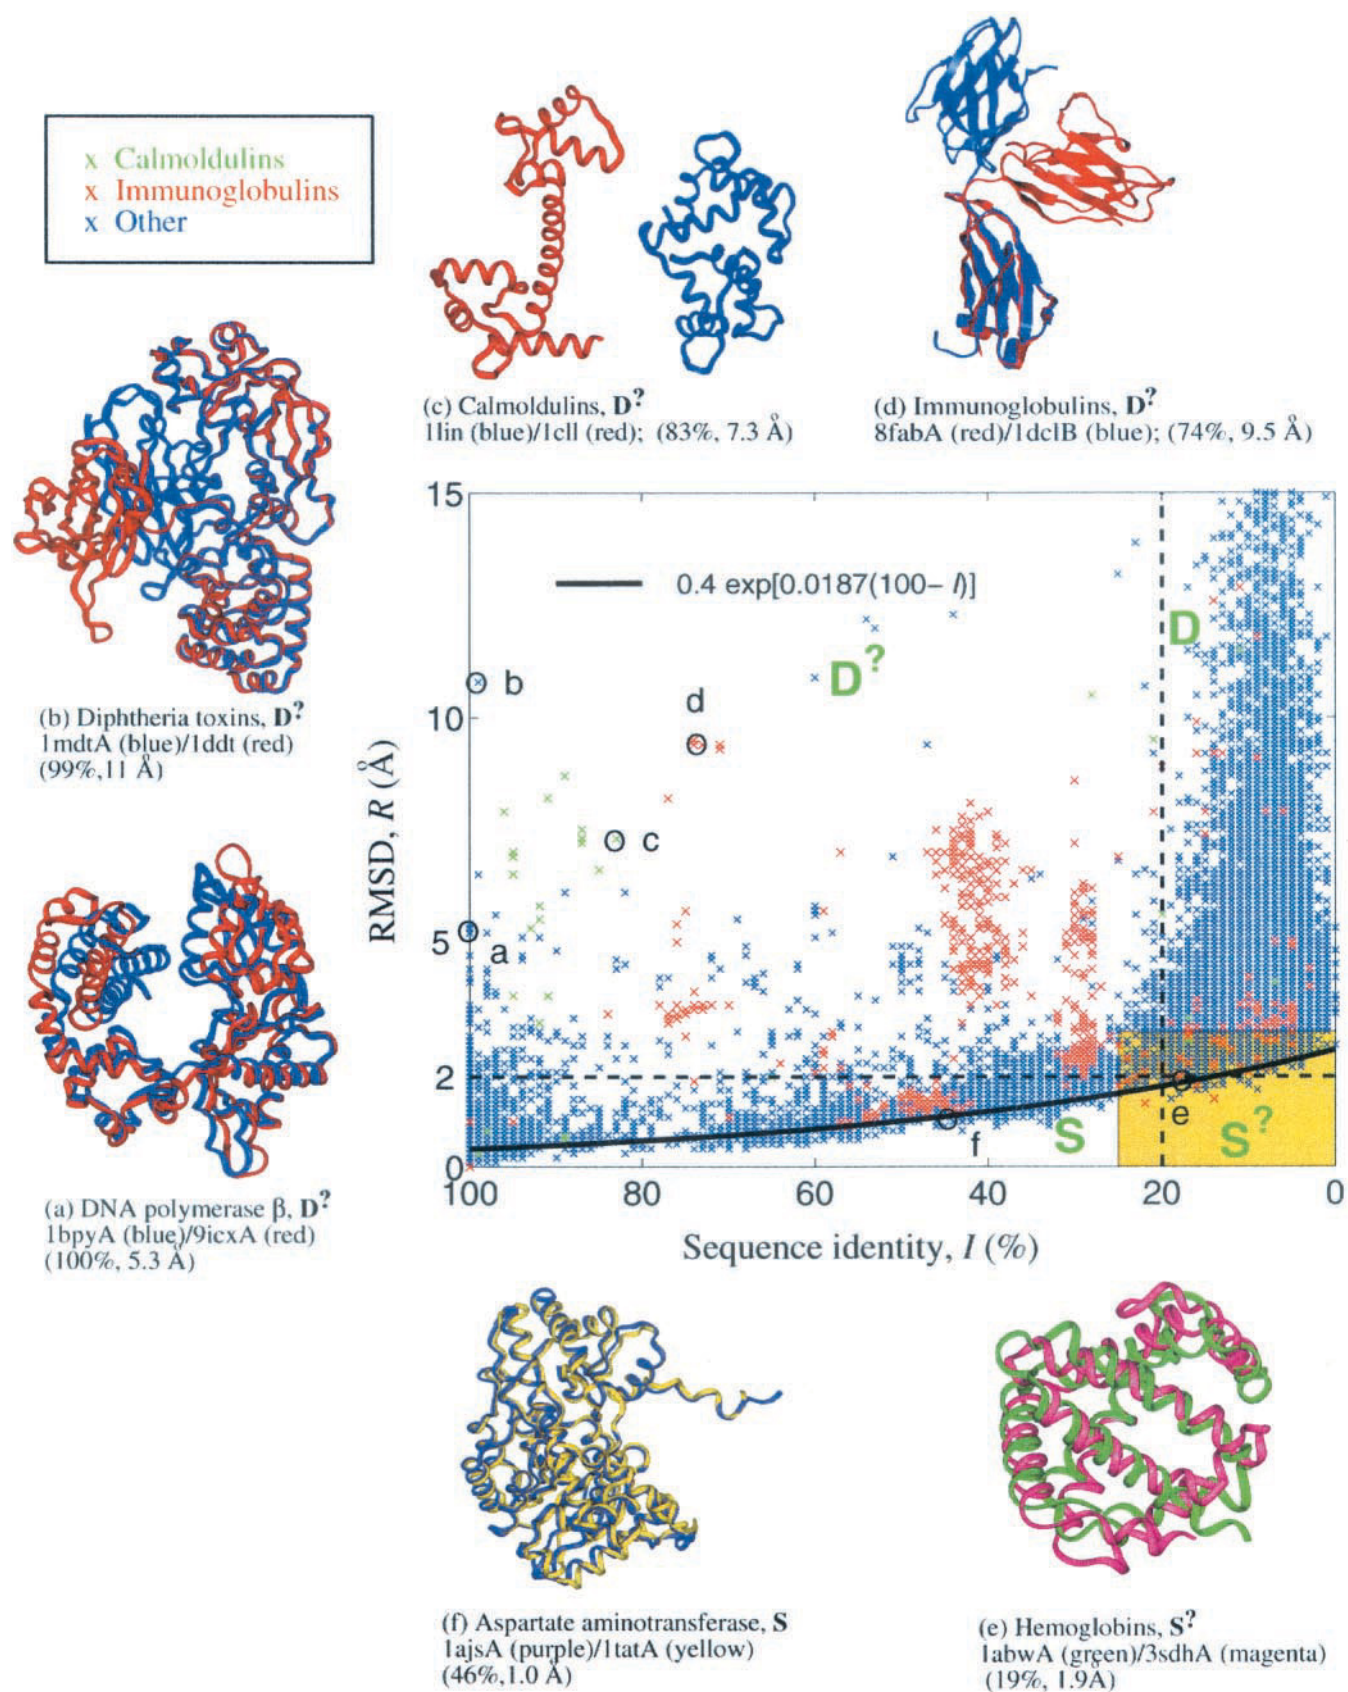 x Calmoldulins
x Immunoglobulins
x Other
(c) Calmoldulins, D?
1lin (blue)/1cll (red); (83%, 7.3 Å)
(d) Immunoglobulins, D?
8fabA (red)/1dclB (blue); (74%, 9.5 Å)
(b) Diphtheria toxins, D?
1mdtA (blue)/1ddt (red)
(99%,11 Å)
(a) DNA polymerase β, D?
1bpyA (blue)/9icxA (red)
(100%, 5.3 Å)
15
10
5
2
0
RMSD, R (Å)
0.4 exp[0.0187(100– I)]
D?
D
b
d
c
a
S
S?
e
f
100 80 60 40 20 0
Sequence identity, I (%)
(f) Aspartate aminotransferase, S
1ajsA (purple)/1tatA (yellow)
(46%,1.0 Å)
(e) Hemoglobins, S?
1abwA (green)/3sdhA (magenta)
(19%, 1.9Å)